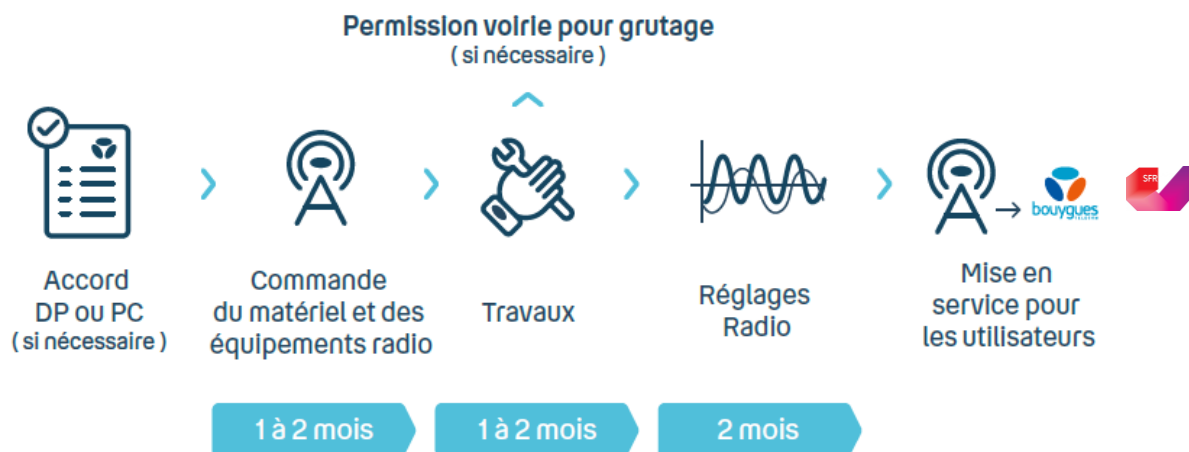 Permission voirie pour grutage
( si nécessaire )
SFR
bouygues
TELECOM
Accord
DP ou PC
( si nécessaire )
Commande
du matériel et des
équipements radio
Travaux
Réglages
Radio
Mise en
service pour
les utilisateurs
1 à 2 mois
1 à 2 mois
2 mois